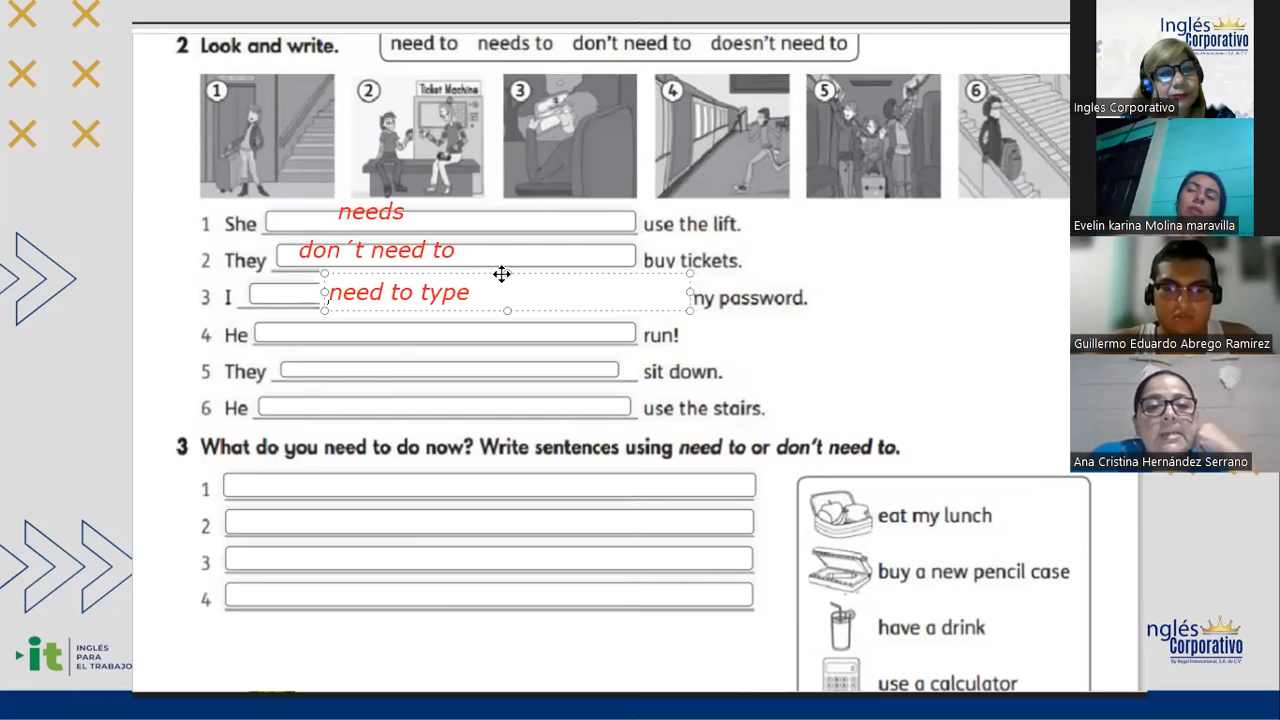 2 Look and write.
need to needs to don't need to doesn't need to
1
2
Ticket Machine
3
4
5
6
1 She needs use the lift.
2 They don´t need to buy tickets.
3 I need to type my password.
4 He run!
5 They sit down.
6 He use the stairs.
3 What do you need to do now? Write sentences using need to or don't need to.
1
2
3
4
eat my lunch
buy a new pencil case
have a drink
use a calculator
it INGLÉS PARA EL TRABAJO
nglés Corporativo
Inglés Corporativo
Ingles Corporativo
Evelin karina Molina maravilla
Guillermo Eduardo Abrego Ramirez
Ana Cristina Hernández Serrano